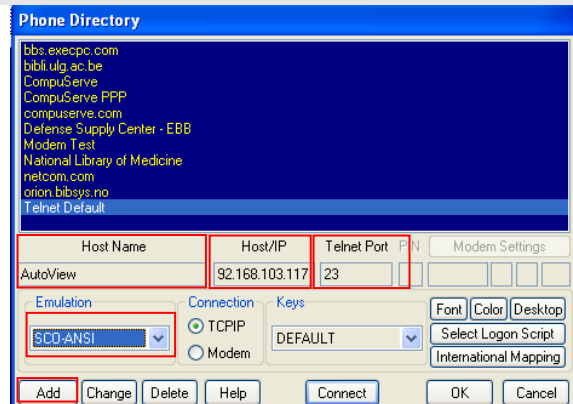 Phone Directory
bbs.execpc.com
bibli.ulg.ac.be
CompuServe
CompuServe PPP
compuserve.com
Defense Supply Center - EBB
Modem Test
National Library of Medicine
netcom.com
orion.bibsys.no
Telnet Default
Host Name Host/IP Telnet Port PIN Modem Settings
AutoView 92.168.103.117 23
Emulation Connection Keys Font Color Desktop
SCO-ANSI TCPIP DEFAULT Select Logon Script
Modem International Mapping
Add Change Delete Help Connect OK Cancel